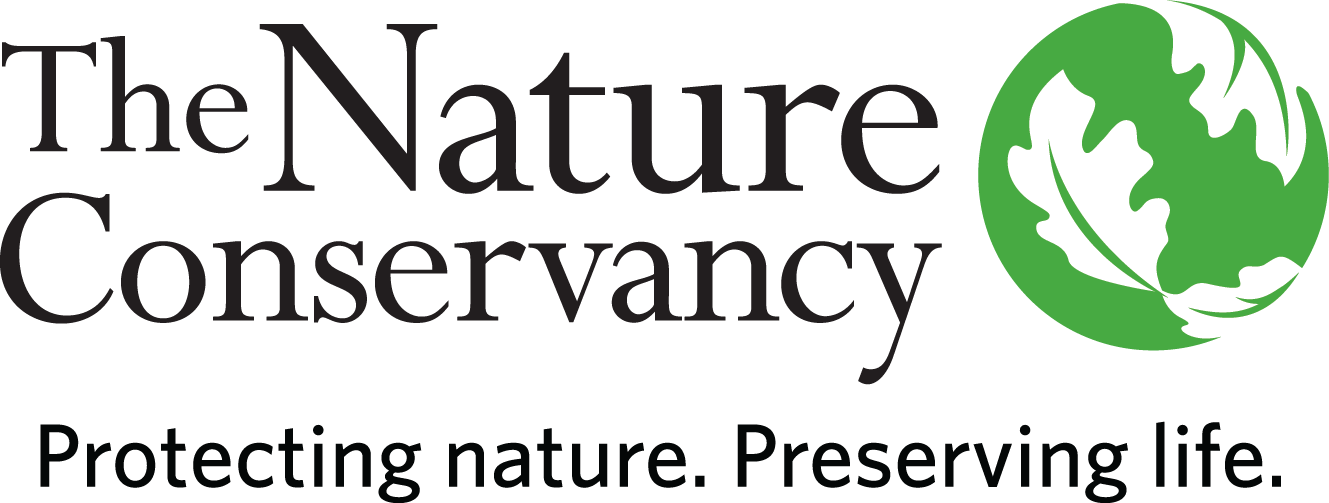 The Nature
Conservancy
Protecting nature. Preserving life.